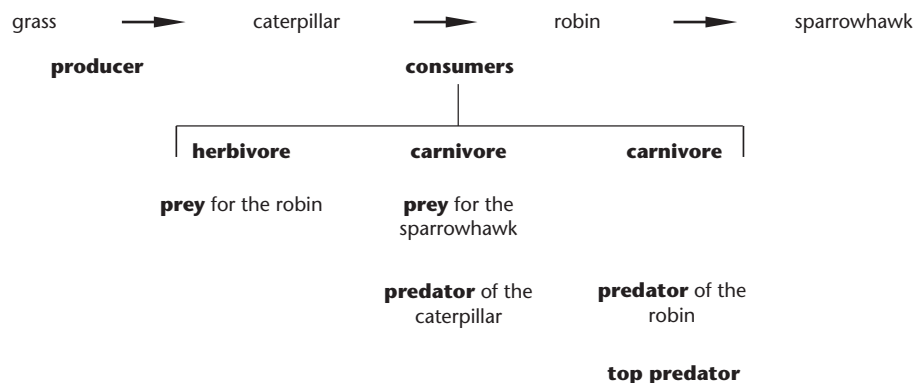 grass caterpillar robin sparrowhawk
producer consumers
herbivore carnivore carnivore
prey for the robin
prey for the
sparrowhawk
predator of the
caterpillar
predator of the
robin
top predator